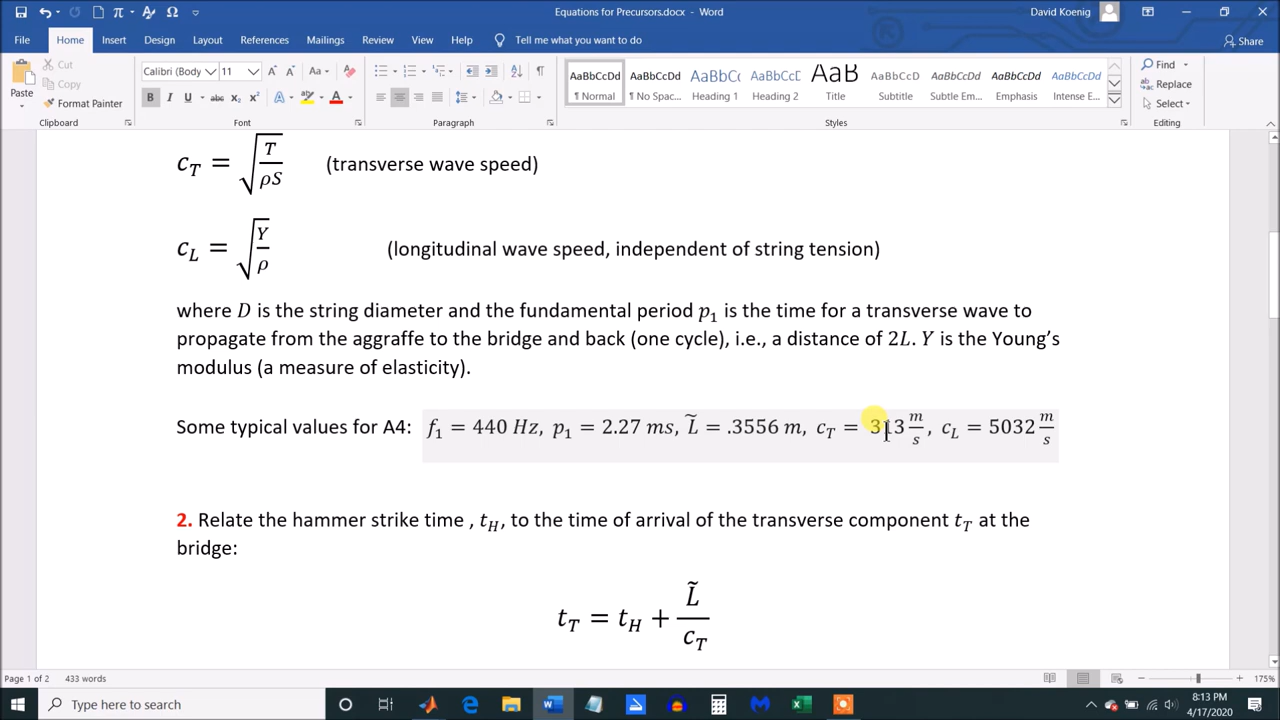 Equations for Precursors.docx - Word
David Koenig
File Home Insert Design Layout References Mailings Review View Help Tell me what you want to do Share
Paste
Cut
Copy
Format Painter
Clipboard
Calibri (Body 11
Font
Paragraph
AaBbCcDd AaBbCcDd AaBbCc AaBbCcD AaB AaBbCcD AaBbCcDd AaBbCcDd AaBbCcDd
¶ Normal ¶ No Spac... Heading 1 Heading 2 Title Subtitle Subtle Em... Emphasis Intense E...
Styles
Find
Replace
Select
Editing
c_T = √(T/ρS) (transverse wave speed)
c_L = √(Y/ρ) (longitudinal wave speed, independent of string tension)
where D is the string diameter and the fundamental period p₁ is the time for a transverse wave to
propagate from the aggraffe to the bridge and back (one cycle), i.e., a distance of 2L. Y is the Young's
modulus (a measure of elasticity).
Some typical values for A4: f₁ = 440 Hz, p₁ = 2.27 ms, L̃ = .3556 m, c_T = 313 m/s, c_L = 5032 m/s
2. Relate the hammer strike time , t_H, to the time of arrival of the transverse component t_T at the
bridge:
t_T = t_H + L̃/c_T
Page 1 of 2 433 words
175%
Type here to search
8:13 PM
4/17/2020